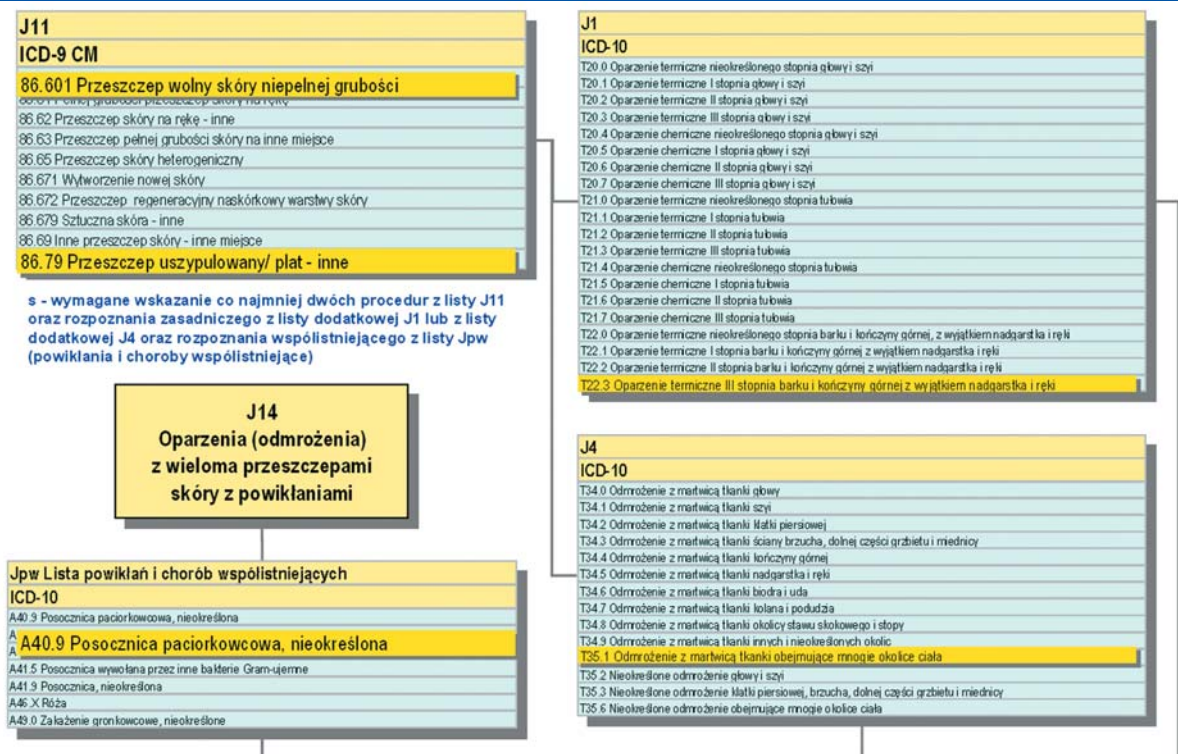 J11
ICD-9 CM
86.601 Przeszczep wolny skóry niepelnej grubości
86.62 Przeszczep skóry na rękę - inne
86.63 Przeszczep pełnej grubości skóry na inne miejsce
86.65 Przeszczep skóry heterogeniczny
86.671 Wytworzenie nowej skóry
86.672 Przeszczep regeneracyjny naskórkowy warstwy skóry
86.679 Sztuczna skóra - inne
86.69 Inne przeszczep skóry - inne miejsce
86.79 Przeszczep uszypulowany/ plat - inne
s - wymagane wskazanie co najmniej dwóch procedur z listy J11
oraz rozpoznania zasadniczego z listy dodatkowej J1 lub z listy
dodatkowej J4 oraz rozpoznania współistniejącego z listy Jpw
(powikłania i choroby współistniejące)
J14
Oparzenia (odmrożenia)
z wieloma przeszczepami
skóry z powikłaniami
Jpw Lista powikłań i chorób współistniejących
ICD-10
A40.9 Posocznica paciorkowcowa, nieokreślona
A40.9 Posocznica paciorkowcowa, nieokreślona
A41.5 Posocznica wywołana przez inne bakterie Gram-ujemne
A41.9 Posocznica, nieokreślona
A46.X Róża
A49.0 Zakażenie gronkowcowe, nieokreślone
J1
ICD-10
T20.0 Oparzenie termiczne nieokreślonego stopnia głowy i szyi
T20.1 Oparzenie termiczne I stopnia głowy i szyi
T20.2 Oparzenie termiczne II stopnia głowy i szyi
T20.3 Oparzenie termiczne III stopnia głowy i szyi
T20.4 Oparzenie chemiczne nieokreślonego stopnia głowy i szyi
T20.5 Oparzenie chemiczne I stopnia głowy i szyi
T20.6 Oparzenie chemiczne II stopnia głowy i szyi
T20.7 Oparzenie chemiczne III stopnia głowy i szyi
T21.0 Oparzenie termiczne nieokreślonego stopnia tułowia
T21.1 Oparzenie termiczne I stopnia tułowia
T21.2 Oparzenie termiczne II stopnia tułowia
T21.3 Oparzenie termiczne III stopnia tułowia
T21.4 Oparzenie chemiczne nieokreślonego stopnia tułowia
T21.5 Oparzenie chemiczne I stopnia tułowia
T21.6 Oparzenie chemiczne II stopnia tułowia
T21.7 Oparzenie chemiczne III stopnia tułowia
T22.0 Oparzenie termiczne nieokreślonego stopnia barku i kończyny górnej, z wyjątkiem nadgarstka i ręki
T22.1 Oparzenie termiczne I stopnia barku i kończyny górnej z wyjątkiem nadgarstka i ręki
T22.2 Oparzenie termiczne II stopnia barku i kończyny górnej z wyjątkiem nadgarstka i ręki
T22.3 Oparzenie termiczne III stopnia barku i kończyny górnej z wyjątkiem nadgarstka i ręki
J4
ICD-10
T34.0 Odmrożenie z martwicą tkanki głowy
T34.1 Odmrożenie z martwicą tkanki szyi
T34.2 Odmrożenie z martwicą tkanki klatki piersiowej
T34.3 Odmrożenie z martwicą tkanki ściany brzucha, dolnej części grzbietu i miednicy
T34.4 Odmrożenie z martwicą tkanki kończyny górnej
T34.5 Odmrożenie z martwicą tkanki nadgarstka i ręki
T34.6 Odmrożenie z martwicą tkanki biodra i uda
T34.7 Odmrożenie z martwicą tkanki kolana i podudzia
T34.8 Odmrożenie z martwicą tkanki okolicy stawu skokowego i stopy
T34.9 Odmrożenie z martwicą tkanki innych i nieokreślonych okolic
T35.1 Odmrożenie z martwicą tkanki obejmujące mnogie okolice ciała
T35.2 Nieokreślone odmrożenie głowy i szyi
T35.3 Nieokreślone odmrożenie klatki piersiowej, brzucha, dolnej części grzbietu i miednicy
T35.6 Nieokreślone odmrożenie obejmujące mnogie okolice ciała